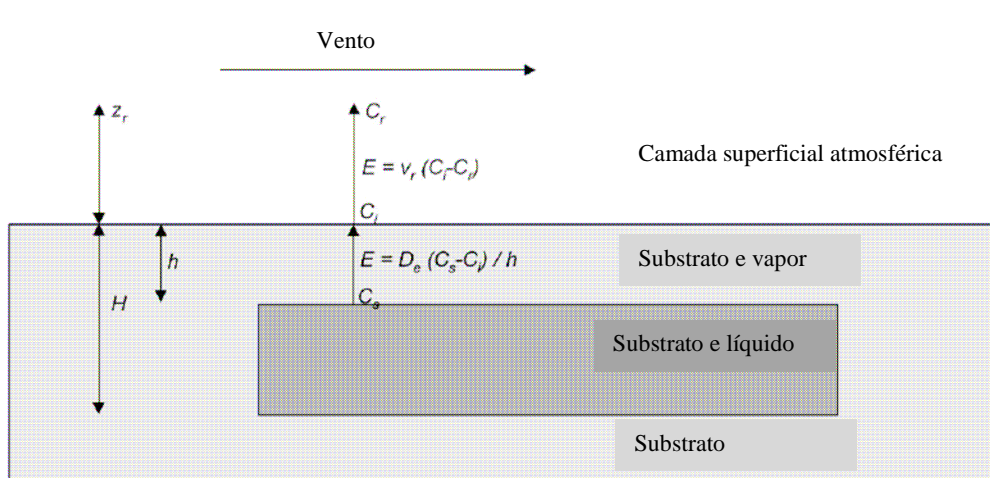 Vento
z_r
C_r
Camada superficial atmosférica
E = v_r (C_i-C_r)
C_i
h
E = D_e (C_s-C_i) / h
Substrato e vapor
H
C_s
Substrato e líquido
Substrato